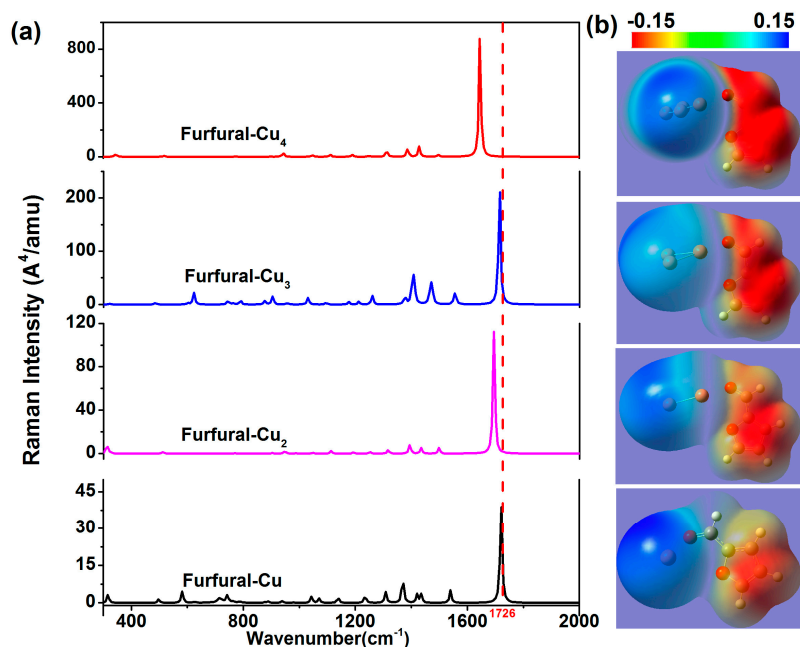 (a)
(b)
-0.15 0.15
Raman Intensity (A⁴/amu)
800
400
0
Furfural-Cu₄
200
100
0
Furfural-Cu₃
120
80
40
0
Furfural-Cu₂
45
30
15
0
Furfural-Cu
1726
400 800 1200 1600 2000
Wavenumber(cm⁻¹)